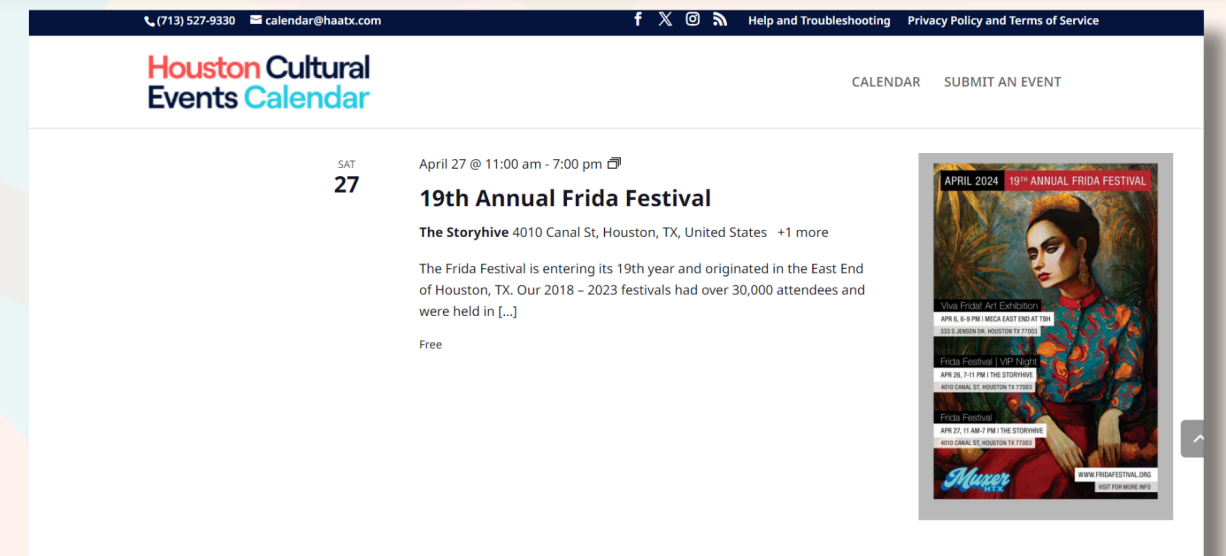 (713) 527-9330 calendar@haatx.com Help and Troubleshooting Privacy Policy and Terms of Service
Houston Cultural
Events Calendar
CALENDAR SUBMIT AN EVENT
SAT
27
April 27 @ 11:00 am - 7:00 pm
19th Annual Frida Festival
The Storyhive 4010 Canal St, Houston, TX, United States +1 more
The Frida Festival is entering its 19th year and originated in the East End
of Houston, TX. Our 2018 – 2023 festivals had over 30,000 attendees and
were held in [...]
Free
APRIL 2024 19TH ANNUAL FRIDA FESTIVAL
Viva Frida! Art Exhibition
APR 6, 6-9 PM | MECA EAST END AT TBH
333 S JENSEN DR. HOUSTON TX 77003
Frida Festival | VIP Night
APR 26, 7-11 PM | THE STORYHIVE
4010 CANAL ST. HOUSTON TX 77003
Frida Festival
APR 27, 11 AM-7 PM | THE STORYHIVE
4010 CANAL ST, HOUSTON TX 77003
Muxer
HTX
WWW.FRIDAFESTIVAL.ORG
VISIT FOR MORE INFO